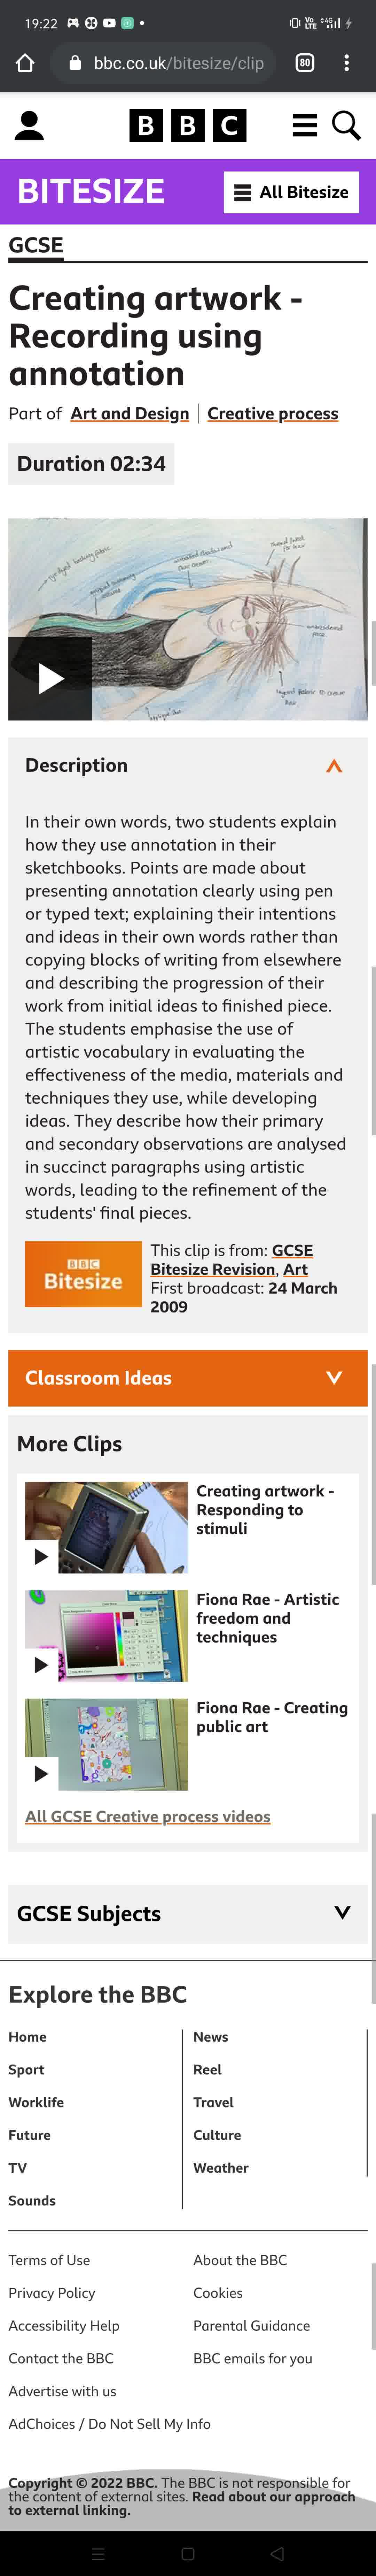 19:22
VoLTE 4G
bbc.co.uk/bitesize/clip
80
BBC
BITESIZE
All Bitesize
GCSE
Creating artwork -
Recording using
annotation
Part of Art and Design | Creative process
Duration 02:34
embroidered
piece
Description
In their own words, two students explain
how they use annotation in their
sketchbooks. Points are made about
presenting annotation clearly using pen
or typed text; explaining their intentions
and ideas in their own words rather than
copying blocks of writing from elsewhere
and describing the progression of their
work from initial ideas to finished piece.
The students emphasise the use of
artistic vocabulary in evaluating the
effectiveness of the media, materials and
techniques they use, while developing
ideas. They describe how their primary
and secondary observations are analysed
in succinct paragraphs using artistic
words, leading to the refinement of the
students' final pieces.
BBC
Bitesize
This clip is from: GCSE
Bitesize Revision, Art
First broadcast: 24 March
2009
Classroom Ideas
More Clips
Creating artwork -
Responding to
stimuli
Fiona Rae - Artistic
freedom and
techniques
Fiona Rae - Creating
public art
All GCSE Creative process videos
GCSE Subjects
Explore the BBC
Home
News
Sport
Reel
Worklife
Travel
Future
Culture
TV
Weather
Sounds
Terms of Use
About the BBC
Privacy Policy
Cookies
Accessibility Help
Parental Guidance
Contact the BBC
BBC emails for you
Advertise with us
AdChoices / Do Not Sell My Info
Copyright © 2022 BBC. The BBC is not responsible for
the content of external sites. Read about our approach
to external linking.